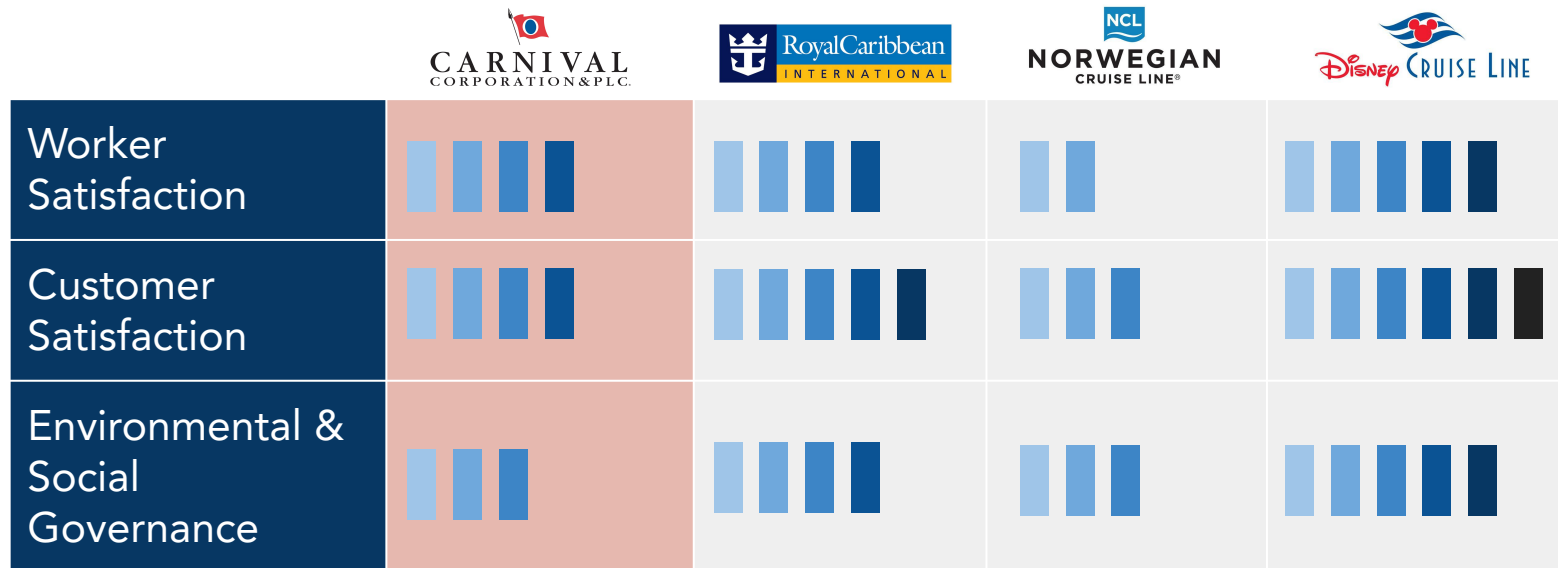 CARNIVAL
CORPORATION&PLC.
RoyalCaribbean
INTERNATIONAL
NCL
NORWEGIAN
CRUISE LINE®
Disney CRUISE LINE
Worker
Satisfaction
Customer
Satisfaction
Environmental &
Social
Governance